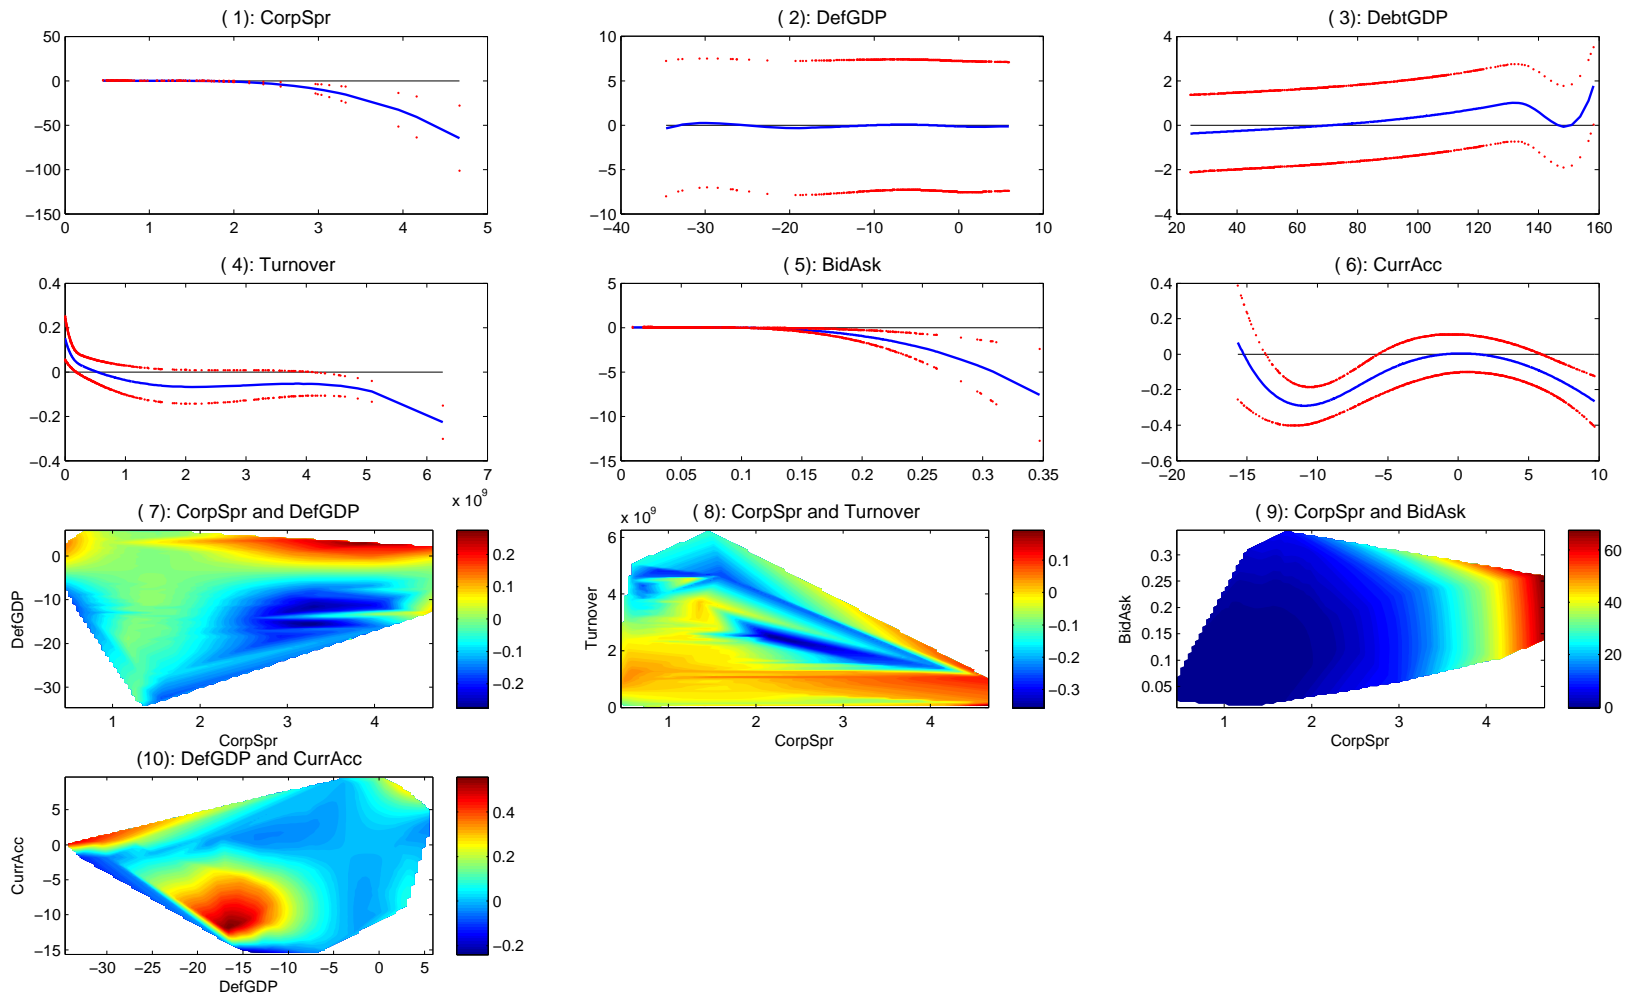 ( 1): CorpSpr
50
0
−50
−100
−150
0 1 2 3 4 5
( 2): DefGDP
10
5
0
−5
−10
−40 −30 −20 −10 0 10
( 3): DebtGDP
4
2
0
−2
−4
20 40 60 80 100 120 140 160
( 4): Turnover
0.4
0.2
0
−0.2
−0.4
0 1 2 3 4 5 6 7
x 10^9
( 5): BidAsk
5
0
−5
−10
−15
0 0.05 0.1 0.15 0.2 0.25 0.3 0.35
( 6): CurrAcc
0.4
0.2
0
−0.2
−0.4
−0.6
−20 −15 −10 −5 0 5 10
( 7): CorpSpr and DefGDP
DefGDP
0
−10
−20
−30
1 2 3 4
CorpSpr
0.2
0.1
0
−0.1
−0.2
( 8): CorpSpr and Turnover
x 10^9
Turnover
6
4
2
0
1 2 3 4
CorpSpr
0.1
0
−0.1
−0.2
−0.3
( 9): CorpSpr and BidAsk
BidAsk
0.3
0.25
0.2
0.15
0.1
0.05
1 2 3 4
CorpSpr
60
40
20
0
(10): DefGDP and CurrAcc
CurrAcc
5
0
−5
−10
−15
−30 −25 −20 −15 −10 −5 0 5
DefGDP
0.4
0.2
0
−0.2